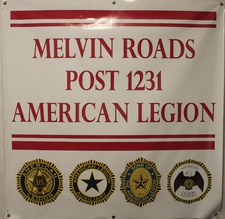 MELVIN ROADS
POST 1231
AMERICAN LEGION